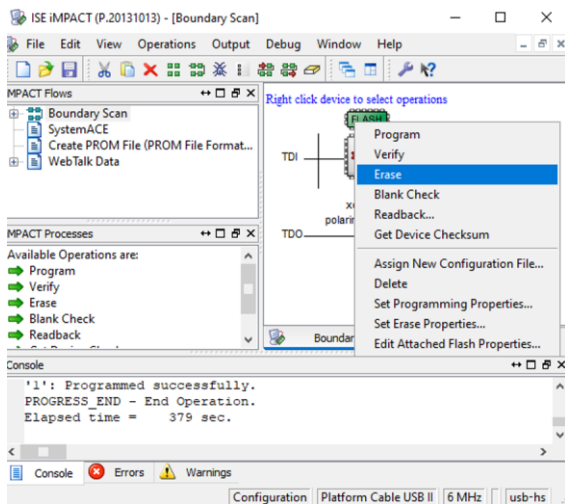 ISE iMPACT (P.20131013) - [Boundary Scan]
File Edit View Operations Output Debug Window Help
MPACT Flows
Boundary Scan
SystemACE
Create PROM File (PROM File Format...
WebTalk Data
Right click device to select operations
FLASH
TDI
TDO
Program
Verify
Erase
Blank Check
Readback...
Get Device Checksum
Assign New Configuration File...
Delete
Set Programming Properties...
Set Erase Properties...
Edit Attached Flash Properties...
MPACT Processes
Available Operations are:
Program
Verify
Erase
Blank Check
Readback
Boundar
Console
'1': Programmed successfully.
PROGRESS_END - End Operation.
Elapsed time = 379 sec.
Console Errors Warnings
Configuration Platform Cable USB II 6 MHz usb-hs